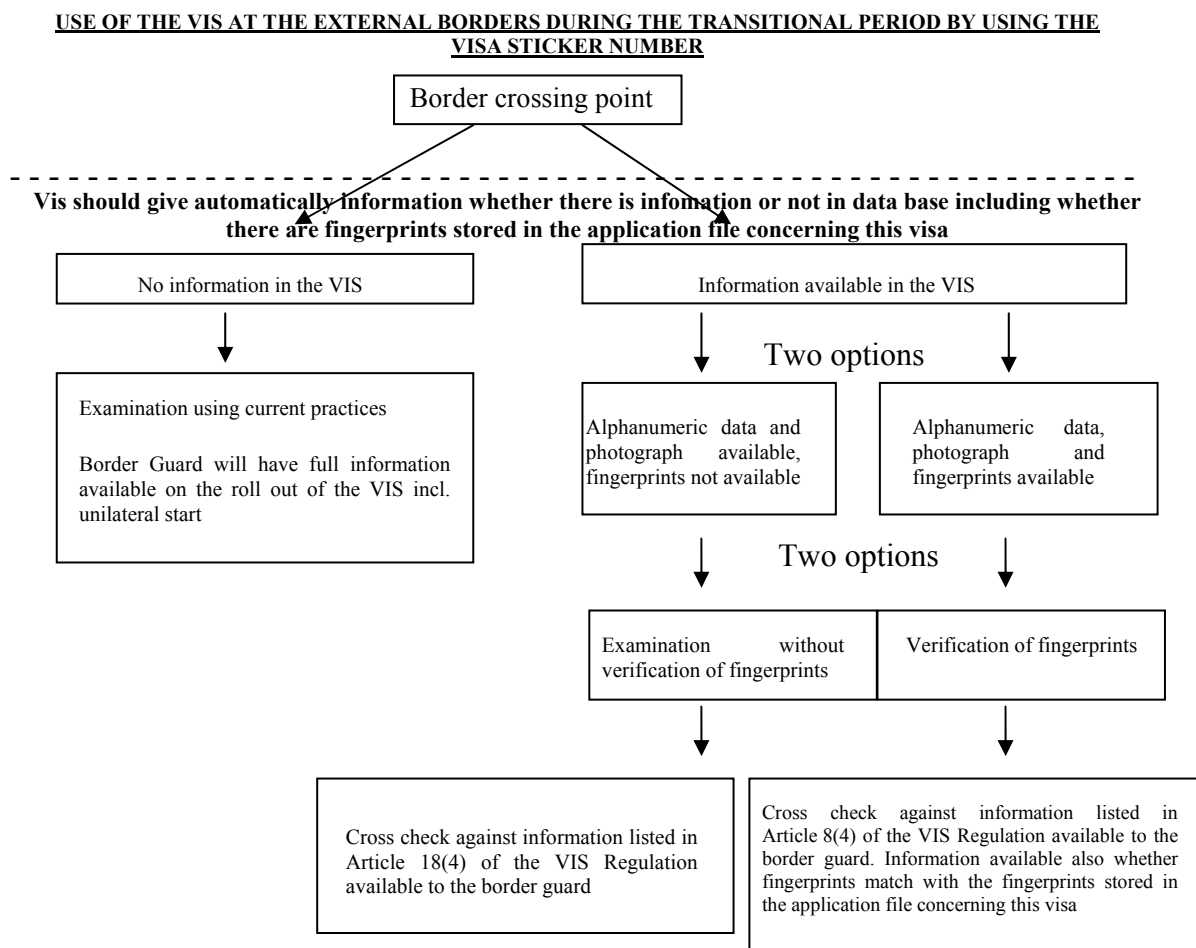 USE OF THE VIS AT THE EXTERNAL BORDERS DURING THE TRANSITIONAL PERIOD BY USING THE
VISA STICKER NUMBER
Border crossing point
Vis should give automatically information whether there is infomation or not in data base including whether
there are fingerprints stored in the application file concerning this visa
No information in the VIS
Information available in the VIS
Two options
Examination using current practices
Border Guard will have full information
available on the roll out of the VIS incl.
unilateral start
Alphanumeric data and
photograph available,
fingerprints not available
Alphanumeric data,
photograph and
fingerprints available
Two options
Examination without
verification of fingerprints
Verification of fingerprints
Cross check against information listed in
Article 18(4) of the VIS Regulation
available to the border guard
Cross check against information listed in
Article 8(4) of the VIS Regulation available to the
border guard. Information available also whether
fingerprints match with the fingerprints stored in
the application file concerning this visa